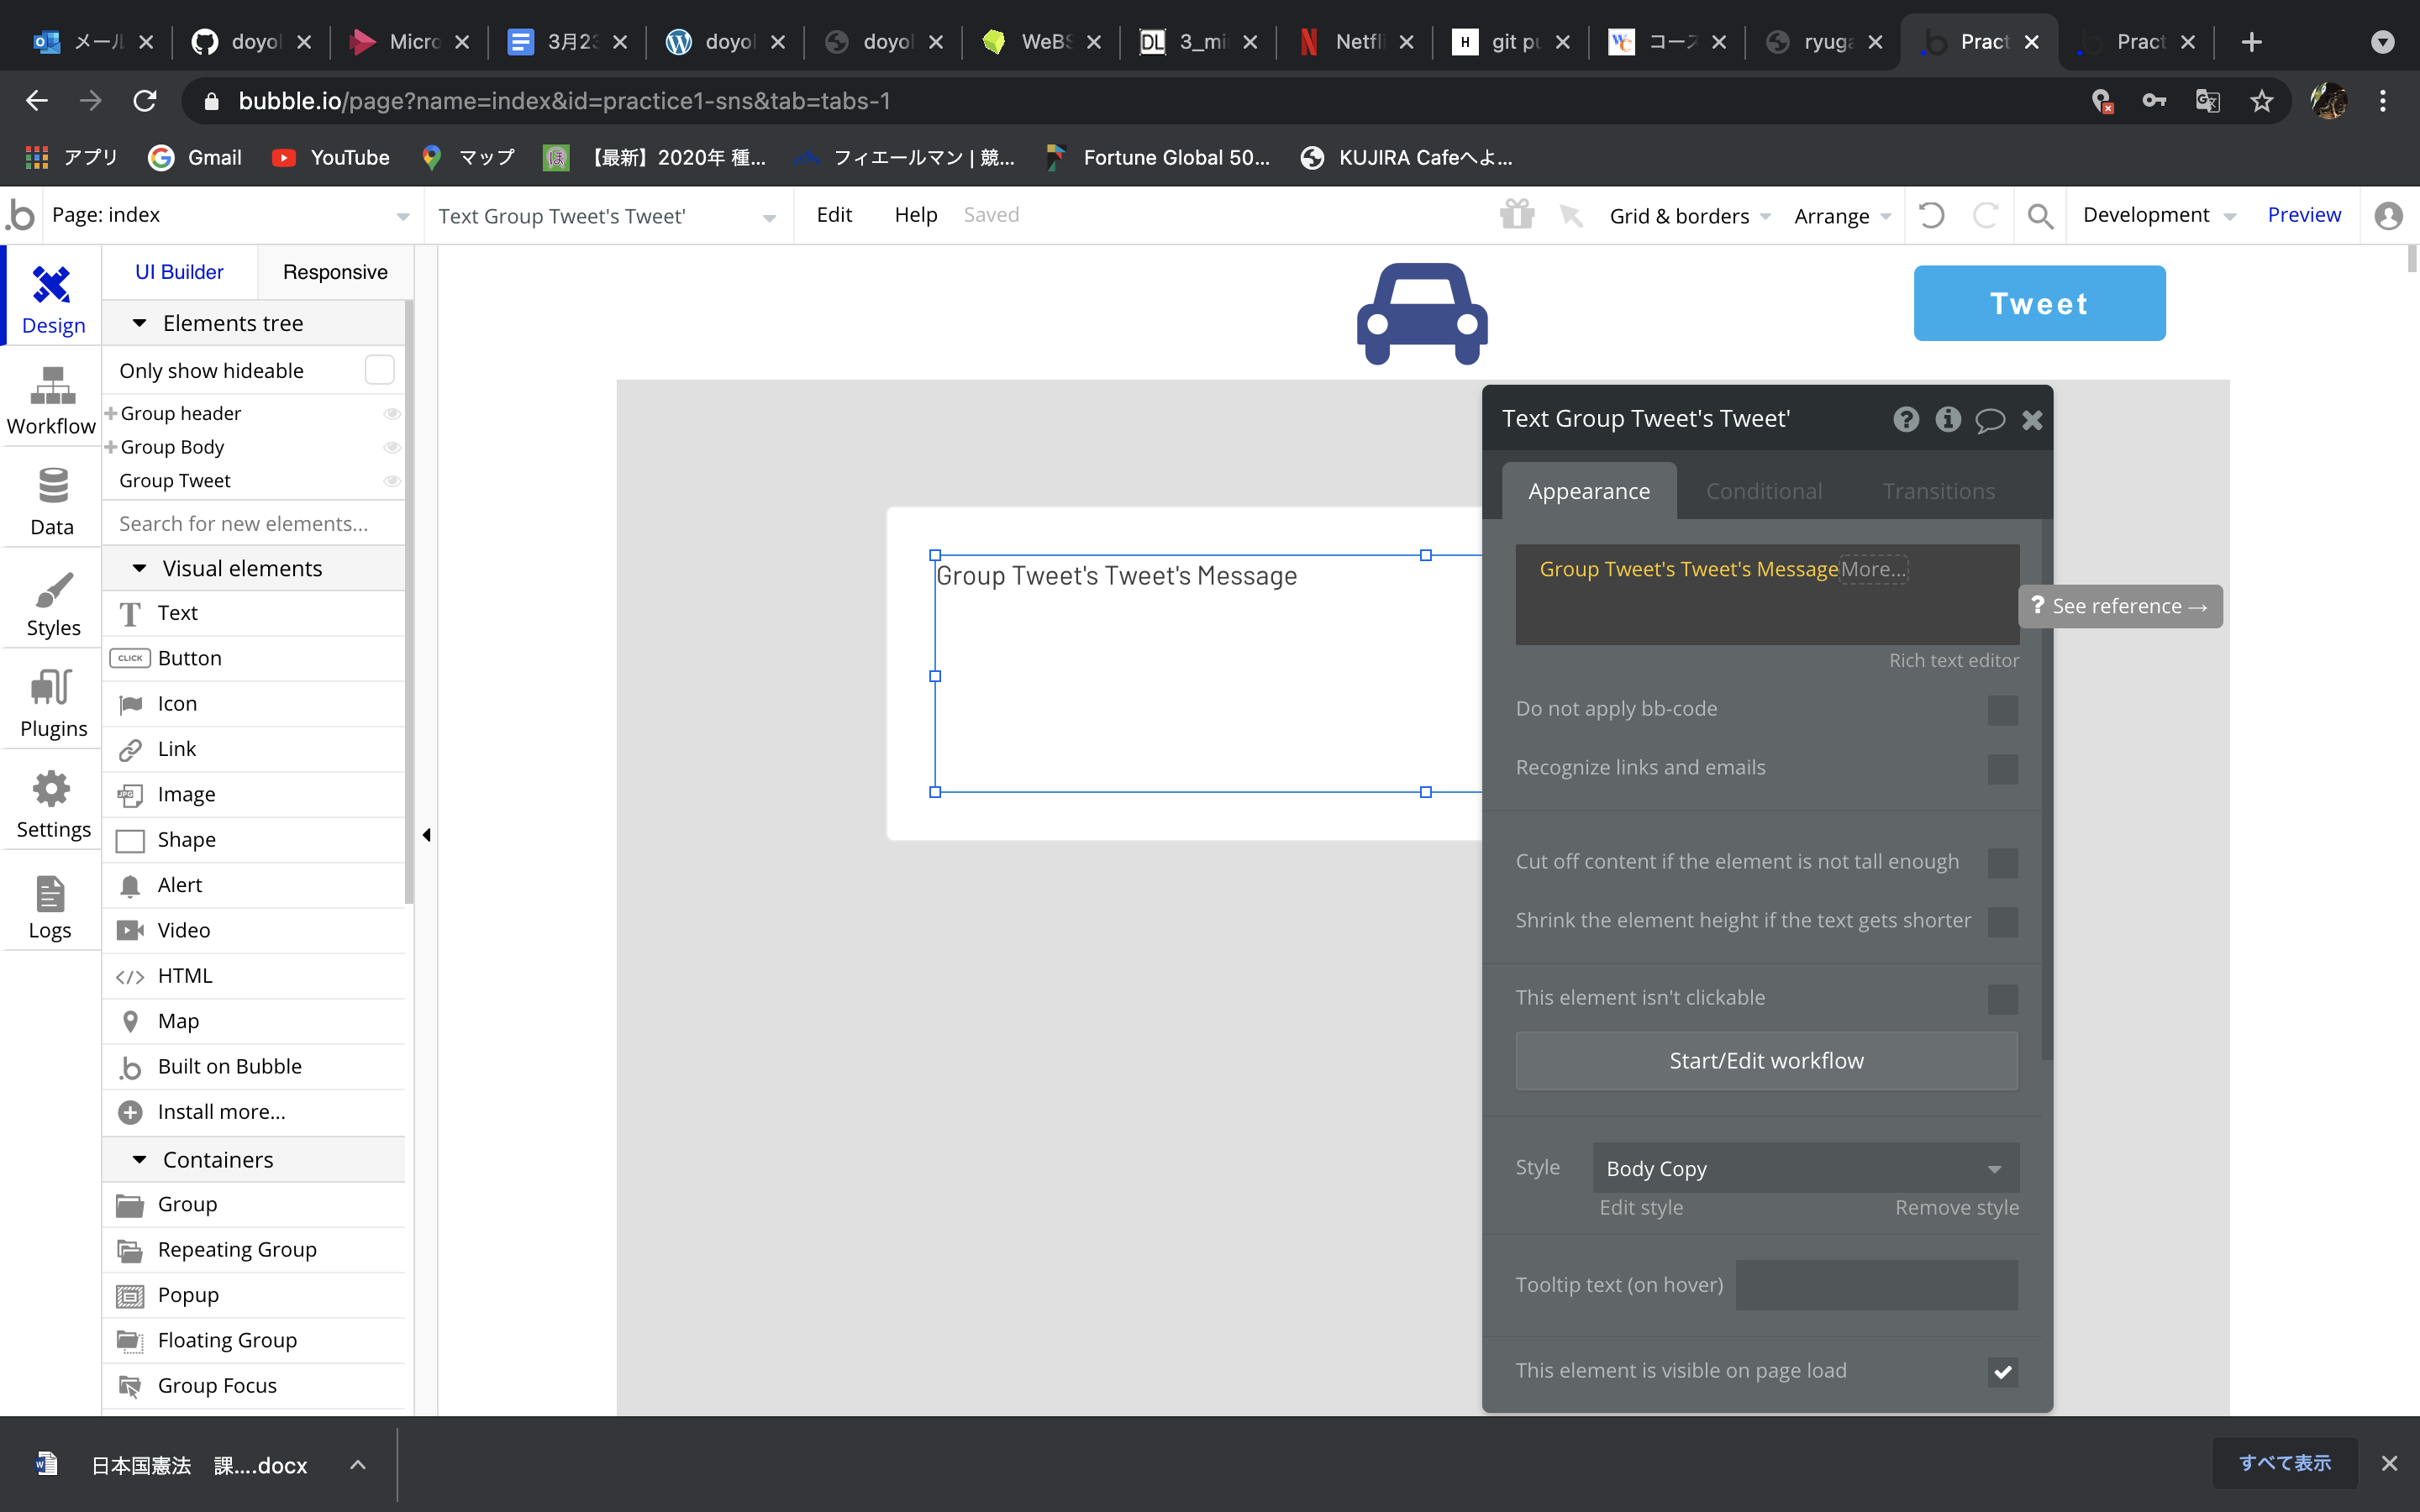 メール
doyol
Micro
3月23
doyol
doyol
WeBS
DL 3_mi
Netfli
H git pu
コース
ryuga
Pract
Pract
bubble.io/page?name=index&id=practice1-sns&tab=tabs-1
アプリ
Gmail
YouTube
マップ
【最新】2020年 種...
フィエールマン | 競...
Fortune Global 50...
KUJIRA Cafeへよ...
Page: index
Text Group Tweet's Tweet'
Edit
Help
Saved
Grid & borders
Arrange
Development
Preview
Design
Workflow
Data
Styles
Plugins
Settings
Logs
UI Builder
Responsive
Elements tree
Only show hideable
Group header
Group Body
Group Tweet
Search for new elements...
Visual elements
Text
CLICK Button
Icon
Link
Image
Shape
Alert
Video
HTML
Map
Built on Bubble
Install more...
Containers
Group
Repeating Group
Popup
Floating Group
Group Focus
Tweet
Group Tweet's Tweet's Message
Text Group Tweet's Tweet'
Appearance
Conditional
Transitions
Group Tweet's Tweet's Message More...
? See reference →
Rich text editor
Do not apply bb-code
Recognize links and emails
Cut off content if the element is not tall enough
Shrink the element height if the text gets shorter
This element isn't clickable
Start/Edit workflow
Style
Body Copy
Edit style
Remove style
Tooltip text (on hover)
This element is visible on page load
日本国憲法　課....docx
すべて表示